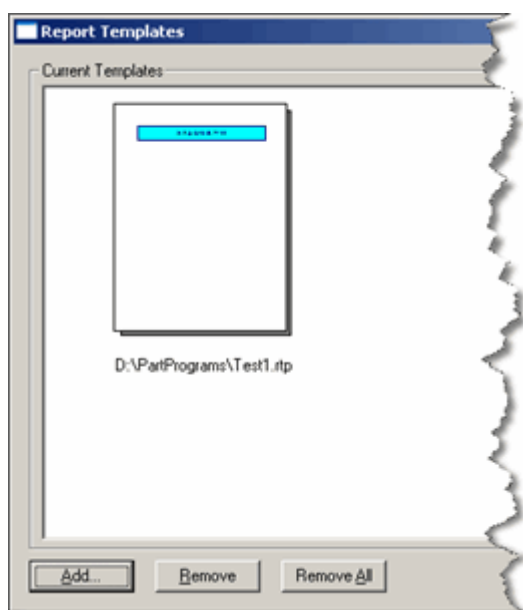 Report Templates
Current Templates
D:\PartPrograms\Test1.rtp
Add...
Remove
Remove All